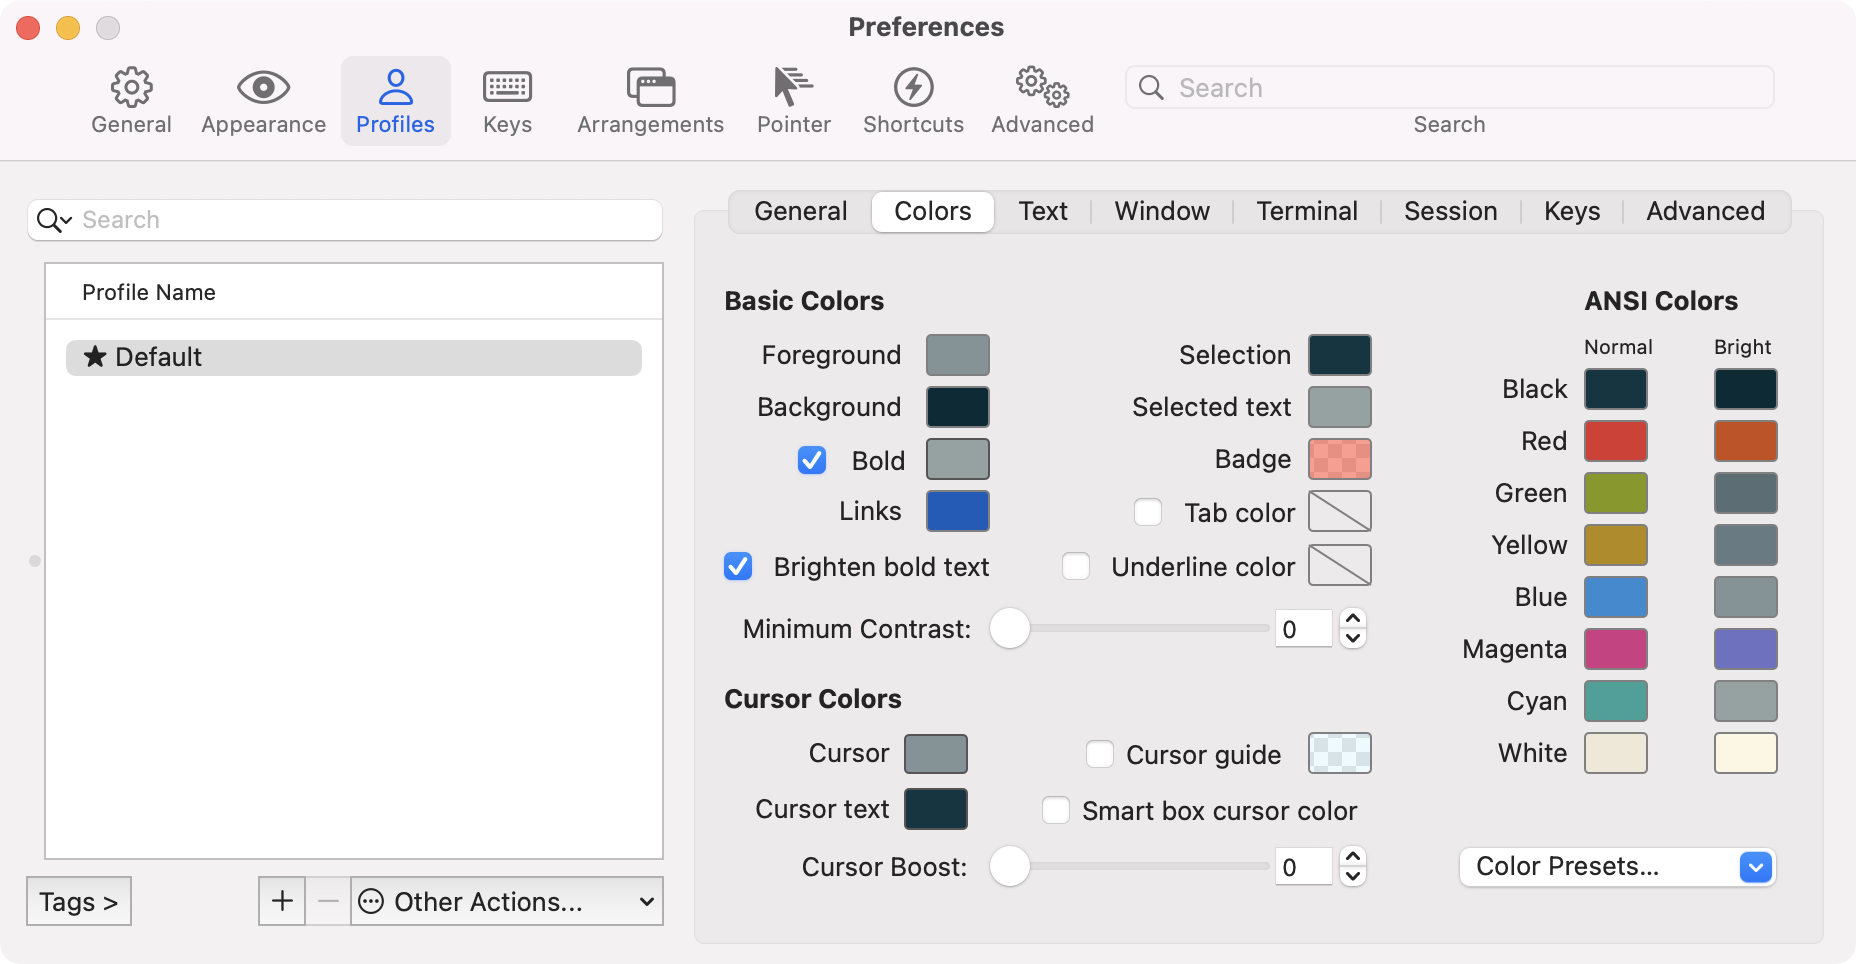 Preferences
General
Appearance
Profiles
Keys
Arrangements
Pointer
Shortcuts
Advanced
Search
Search
Search
Profile Name
★ Default
Tags >
+
−
Other Actions...
General
Colors
Text
Window
Terminal
Session
Keys
Advanced
Basic Colors
Foreground
Background
Bold
Links
Brighten bold text
Selection
Selected text
Badge
Tab color
Underline color
Minimum Contrast:
0
Cursor Colors
Cursor
Cursor text
Cursor guide
Smart box cursor color
Cursor Boost:
0
ANSI Colors
Normal Bright
Black
Red
Green
Yellow
Blue
Magenta
Cyan
White
Color Presets...